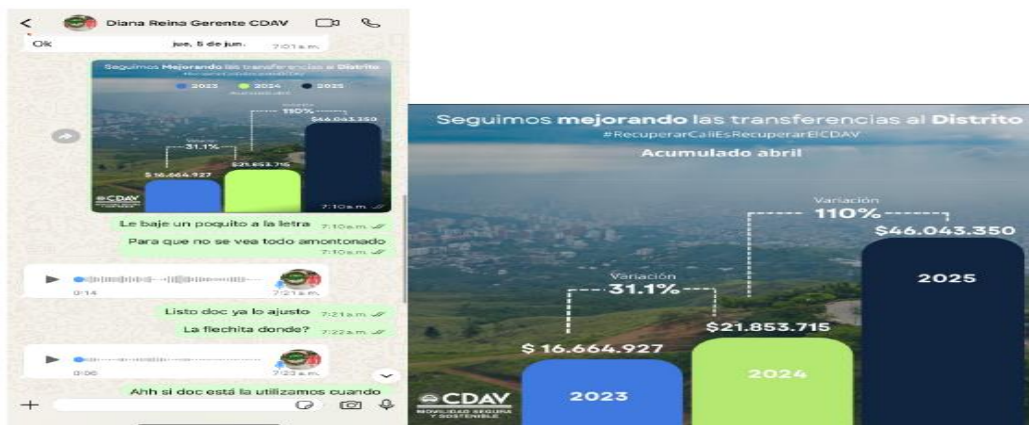 Diana Reina Gerente CDAV
Ok
jue, 5 de jun.
7:01 a.m.
Seguimos Mejorando las transferencias al Distrito
2023 2024 2025
Acumulado abril
110%
$46.043.350
31.1%
$21.853.715
$16.664.927
CDAV
7:10 a.m.
Le baje un poquito a la letra 7:10 a.m.
Para que no se vea todo amontonado
7:10 a.m.
0:14 7:21 a.m.
Listo doc ya lo ajusto 7:21 a.m.
La flechita donde? 7:22 a.m.
0:06 7:23 a.m.
Ahh si doc está la utilizamos cuando
Seguimos mejorando las transferencias al Distrito
#RecuperarCaliEsRecuperarElCDAV
Acumulado abril
Variación
110%
$46.043.350
2025
Variación
31.1%
$21.853.715
2024
$ 16.664.927
2023
CDAV
MOVILIDAD SEGURA
Y SOSTENIBLE